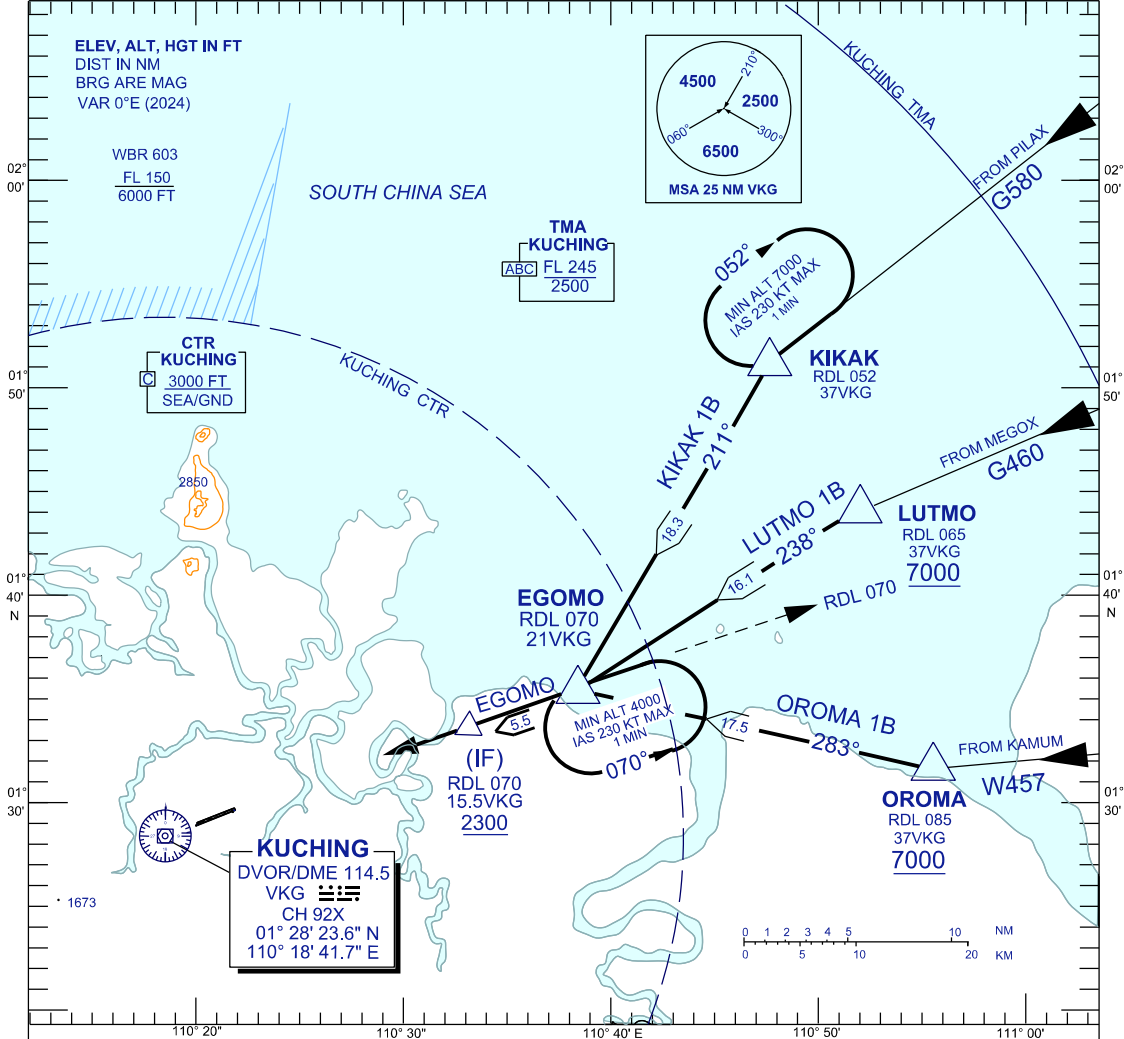 ELEV, ALT, HGT IN FT
DIST IN NM
BRG ARE MAG
VAR 0°E (2024)
WBR 603
FL 150
6000 FT
SOUTH CHINA SEA
TMA
KUCHING
ABC
FL 245
2500
4500
2500
6500
210°
060°
300°
MSA 25 NM VKG
KUCHING TMA
FROM PILAX
G580
02°
00'
02°
00'
CTR
KUCHING
C
3000 FT
SEA/GND
KUCHING CTR
052°
MIN ALT 7000
IAS 230 KT MAX
1 MIN
KIKAK
RDL 052
37VKG
01°
50'
01°
50'
KIKAK 1B
211°
18.3
FROM MEGOX
G460
2850
LUTMO 1B
238°
16.1
LUTMO
RDL 065
37VKG
7000
01°
40'
N
01°
40'
N
EGOMO
RDL 070
21VKG
RDL 070
EGOMO
5.5
MIN ALT 4000
IAS 230 KT MAX
1 MIN
070°
17.5
OROMA 1B
283°
FROM KAMUM
W457
(IF)
RDL 070
15.5VKG
2300
OROMA
RDL 085
37VKG
7000
01°
30'
01°
30'
KUCHING
DVOR/DME 114.5
VKG
CH 92X
01° 28' 23.6" N
110° 18' 41.7" E
1673
0 1 2 3 4 5 10 NM
0 5 10 20 KM
110° 20'
110° 30"
110° 40' E
110° 50'
111° 00'